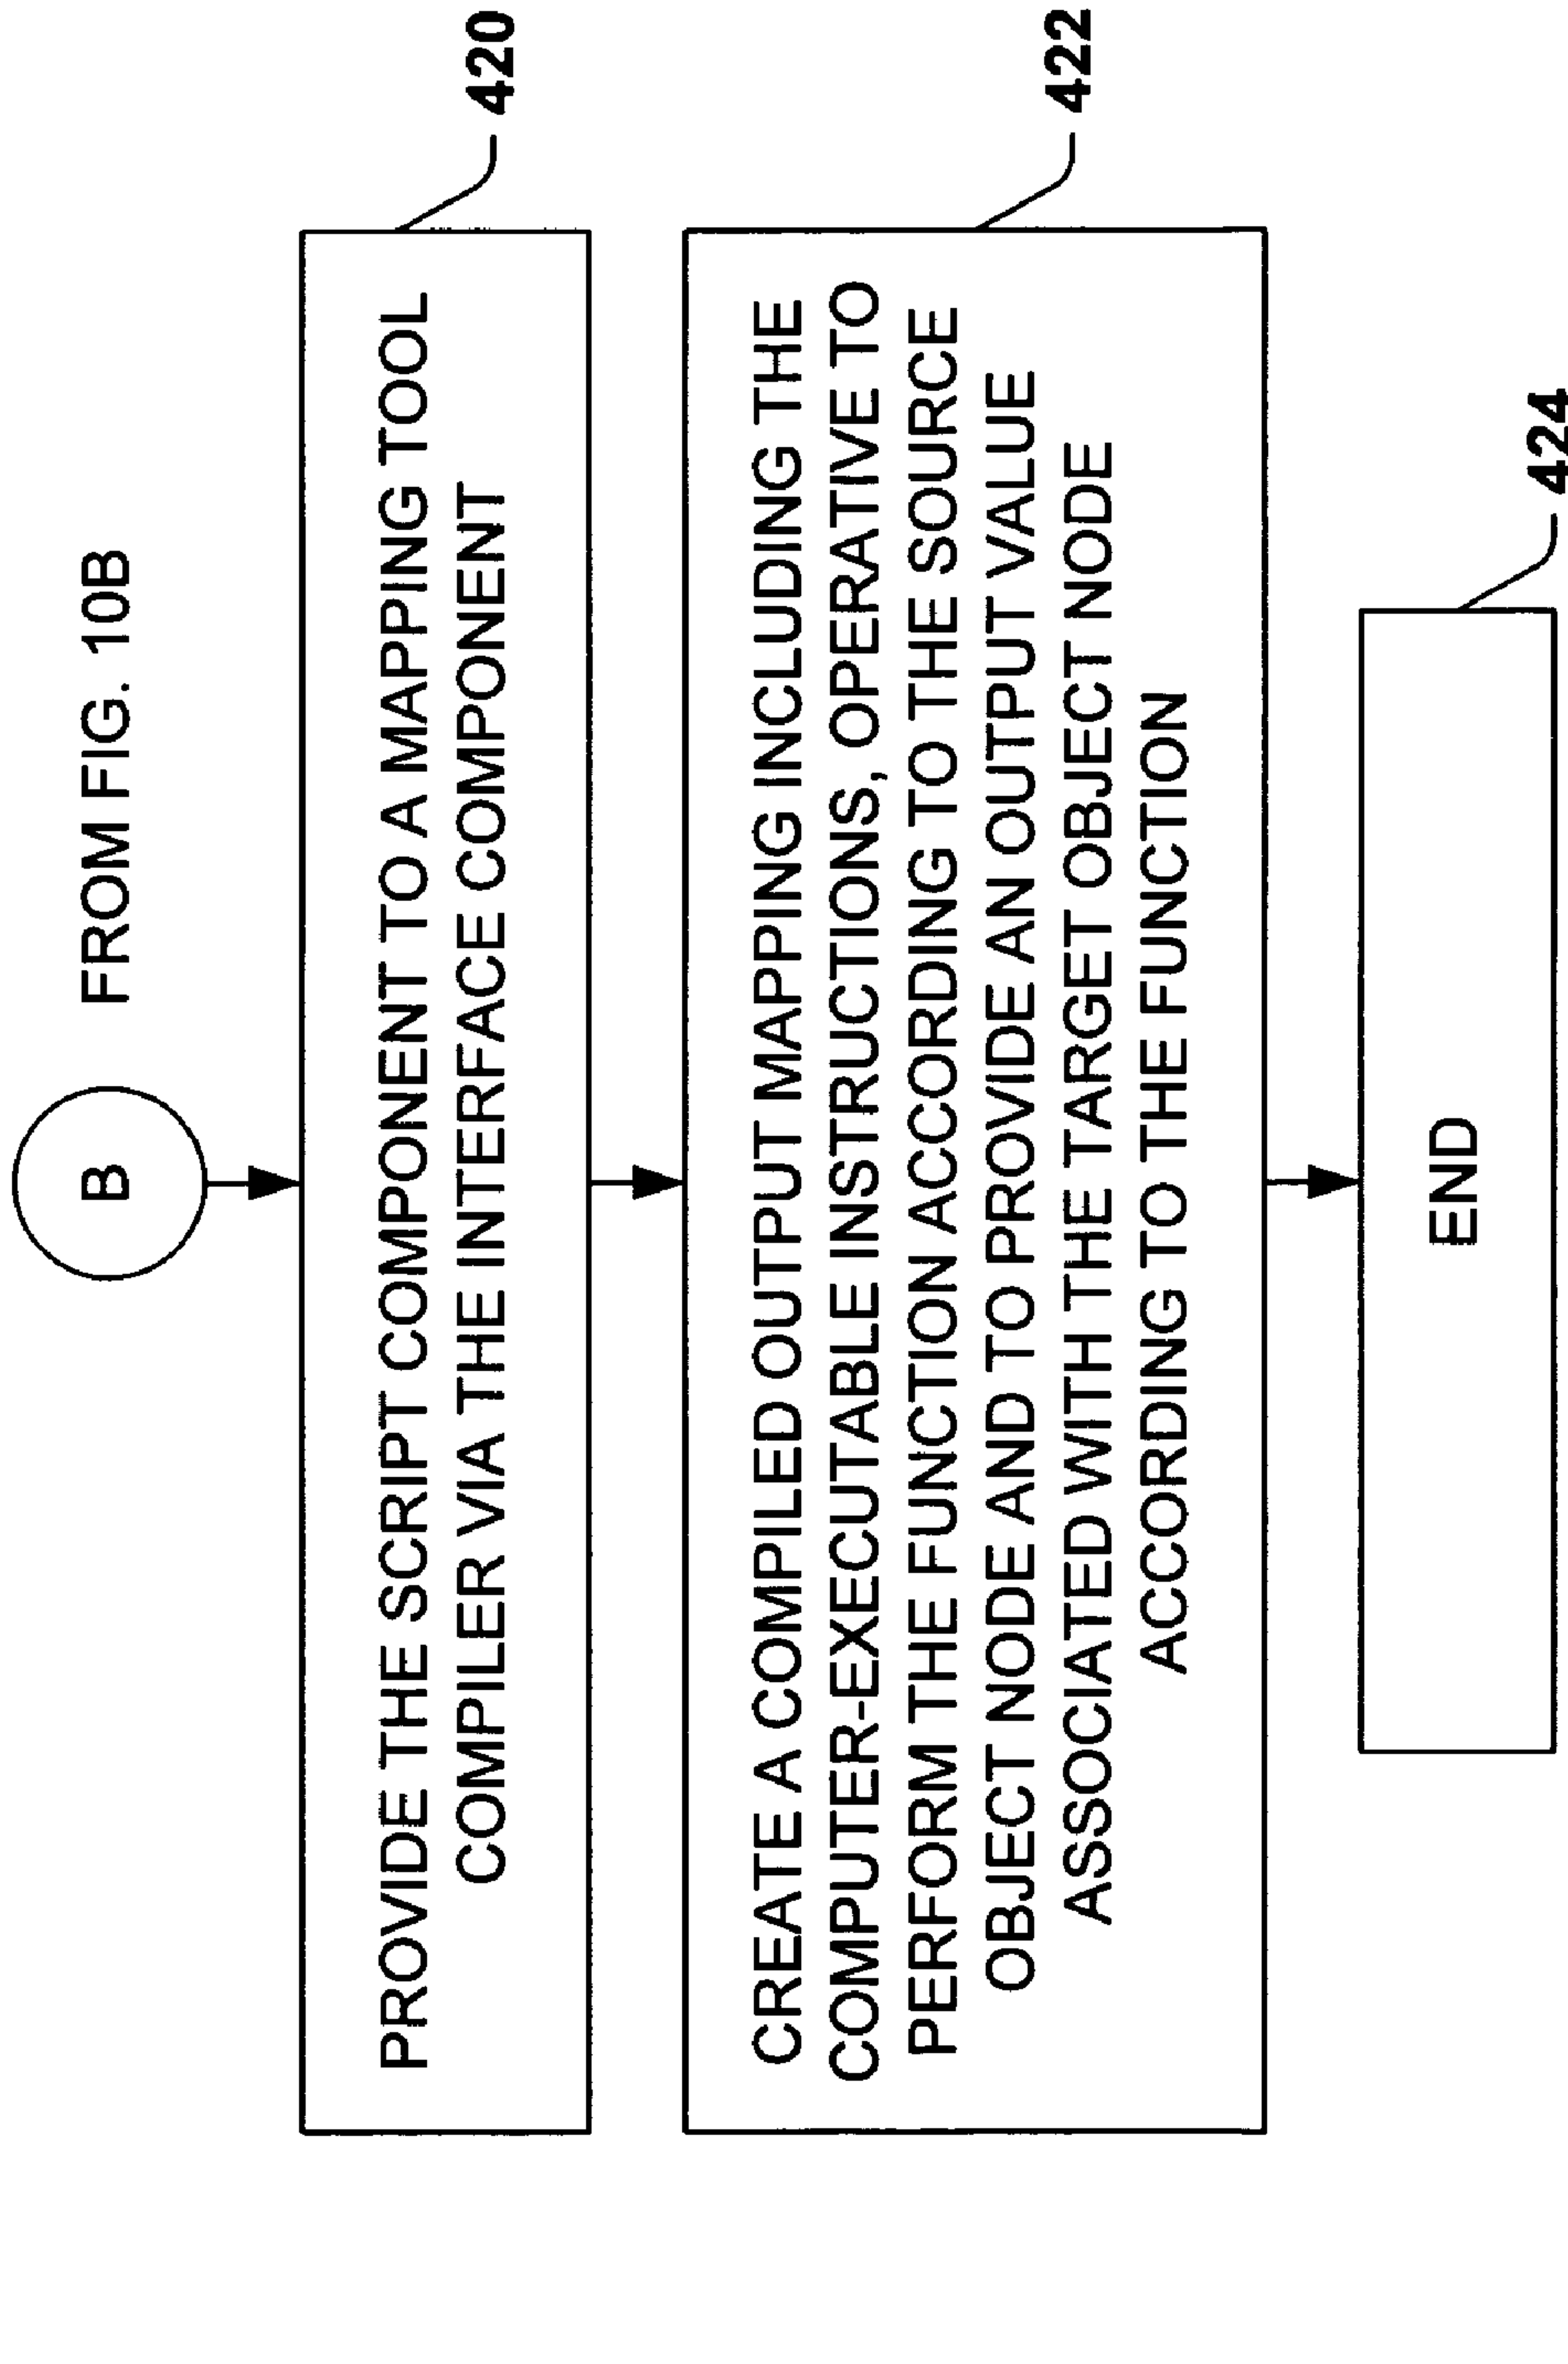 B
FROM FIG. 10B
PROVIDE THE SCRIPT COMPONENT TO A MAPPING TOOL
COMPILER VIA THE INTERFACE COMPONENT
420
CREATE A COMPILED OUTPUT MAPPING INCLUDING THE
COMPUTER-EXECUTABLE INSTRUCTIONS, OPERATIVE TO
PERFORM THE FUNCTION ACCORDING TO THE SOURCE
OBJECT NODE AND TO PROVIDE AN OUTPUT VALUE
ASSOCIATED WITH THE TARGET OBJECT NODE
ACCORDING TO THE FUNCTION
422
END
424